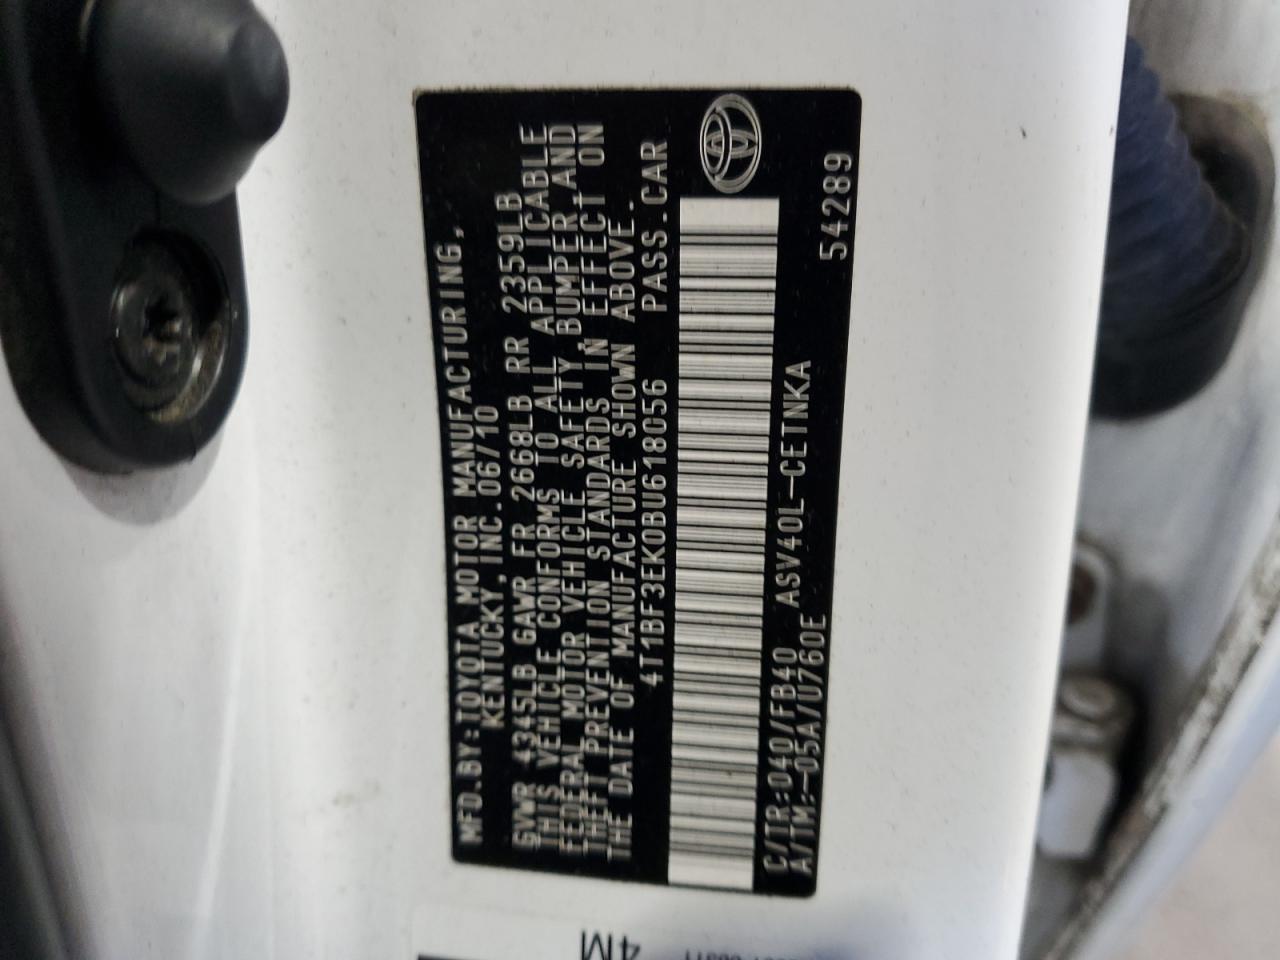 MFD.BY:TOYOTA MOTOR MANUFACTURING,
KENTUCKY,INC.06/10
GVWR 4345LB GAWR FR 2668LB RR 2359LB
THIS VEHICLE CONFORMS TO ALL APPLICABLE
FEDERAL MOTOR VEHICLE SAFETY,BUMPER,AND
THEFT PREVENTION STANDARDS IN EFFECT ON
THE DATE OF MANUFACTURE SHOWN ABOVE.
4T1BF3EK0BU618056 PASS.CAR
C/TR:040/FB40 ASV40L-CETNKA
A/TM:-05A/U760E
54289
4M